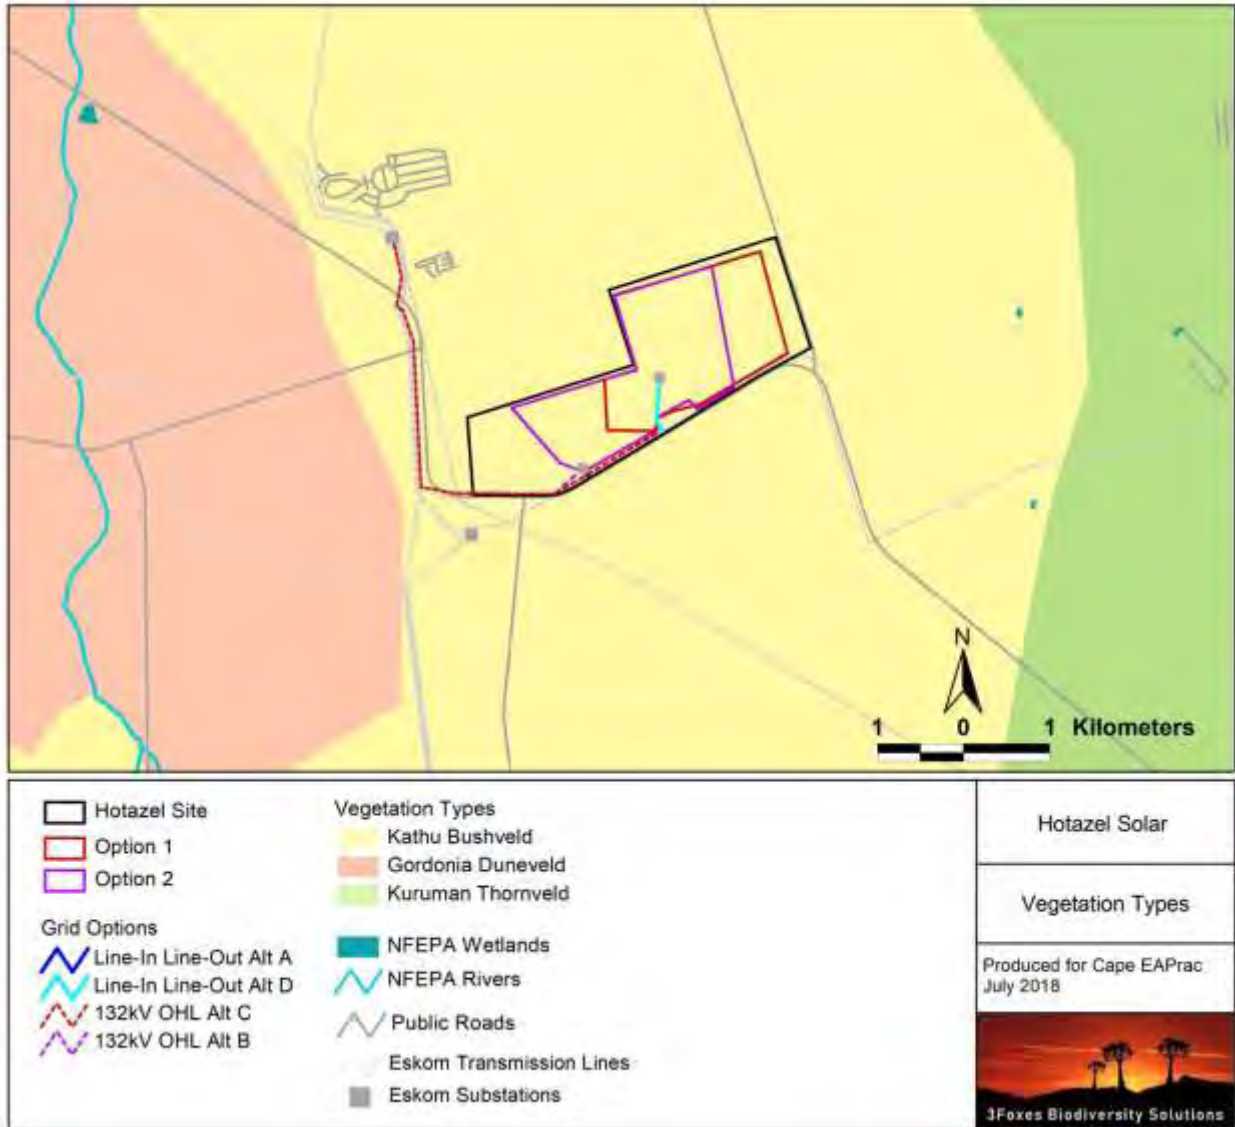 N
1 0 1 Kilometers
Hotazel Site
Option 1
Option 2
Grid Options
Line-In Line-Out Alt A
Line-In Line-Out Alt D
132kV OHL Alt C
132kV OHL Alt B
Vegetation Types
Kathu Bushveld
Gordonia Duneveld
Kuruman Thornveld
NFEPA Wetlands
NFEPA Rivers
Public Roads
Eskom Transmission Lines
Eskom Substations
Hotazel Solar
Vegetation Types
Produced for Cape EAPrac
July 2018
3Foxes Biodiversity Solutions